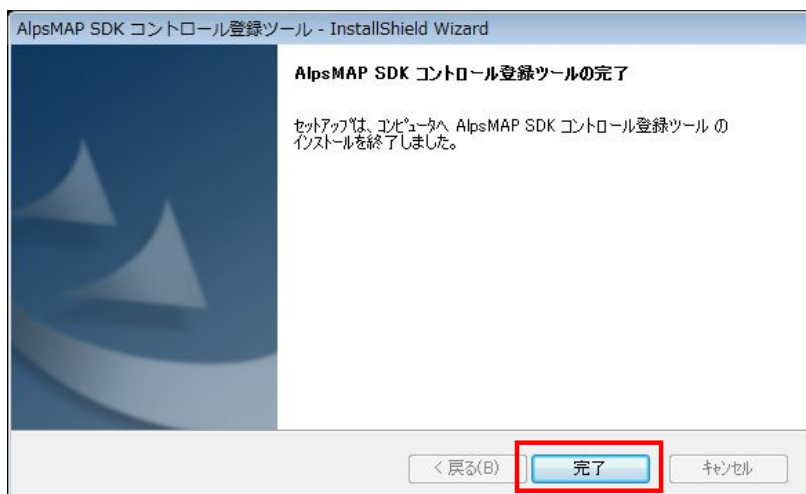 AlpsMAP SDK コントロール登録ツール - InstallShield Wizard
AlpsMAP SDK コントロール登録ツールの完了
セットアップは、コンピュータへ AlpsMAP SDK コントロール登録ツール の
インストールを終了しました。
< 戻る(B)
完了
キャンセル